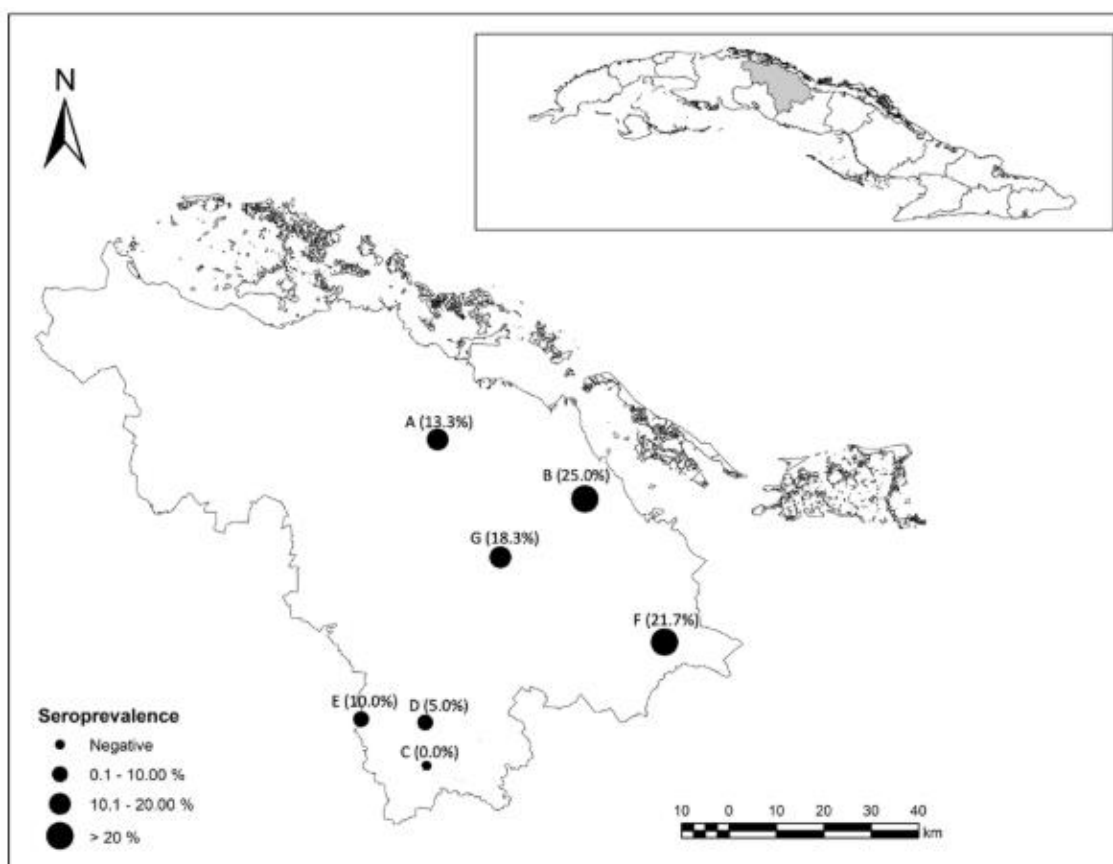 N
A (13.3%)
B (25.0%)
G (18.3%)
F (21.7%)
E (10.0%)
D (5.0%)
C (0.0%)
Seroprevalence
Negative
0.1 - 10.00 %
10.1 - 20.00 %
> 20 %
10 0 10 20 30 40
km